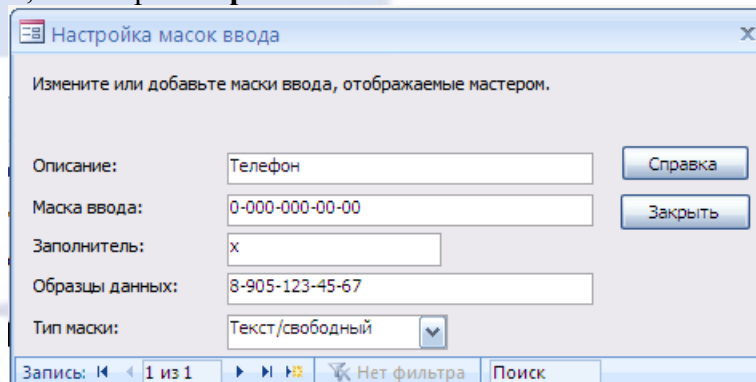 Настройка масок ввода
Измените или добавьте маски ввода, отображаемые мастером.
Описание: Телефон Справка
Маска ввода: 0-000-000-00-00 Закрыть
Заполнитель: x
Образцы данных: 8-905-123-45-67
Тип маски: Текст/свободный
Запись: 1 из 1 Нет фильтра Поиск